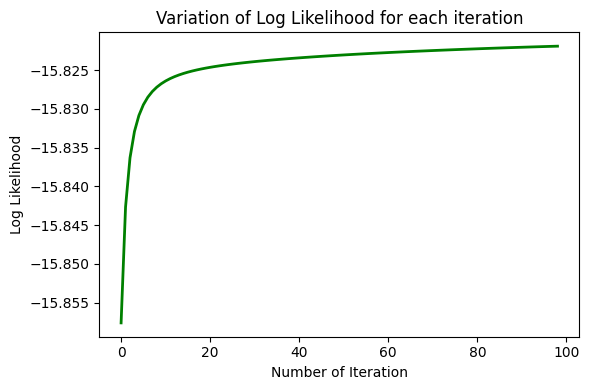 Variation of Log Likelihood for each iteration
Log Likelihood
−15.825
−15.830
−15.835
−15.840
−15.845
−15.850
−15.855
0 20 40 60 80 100
Number of Iteration